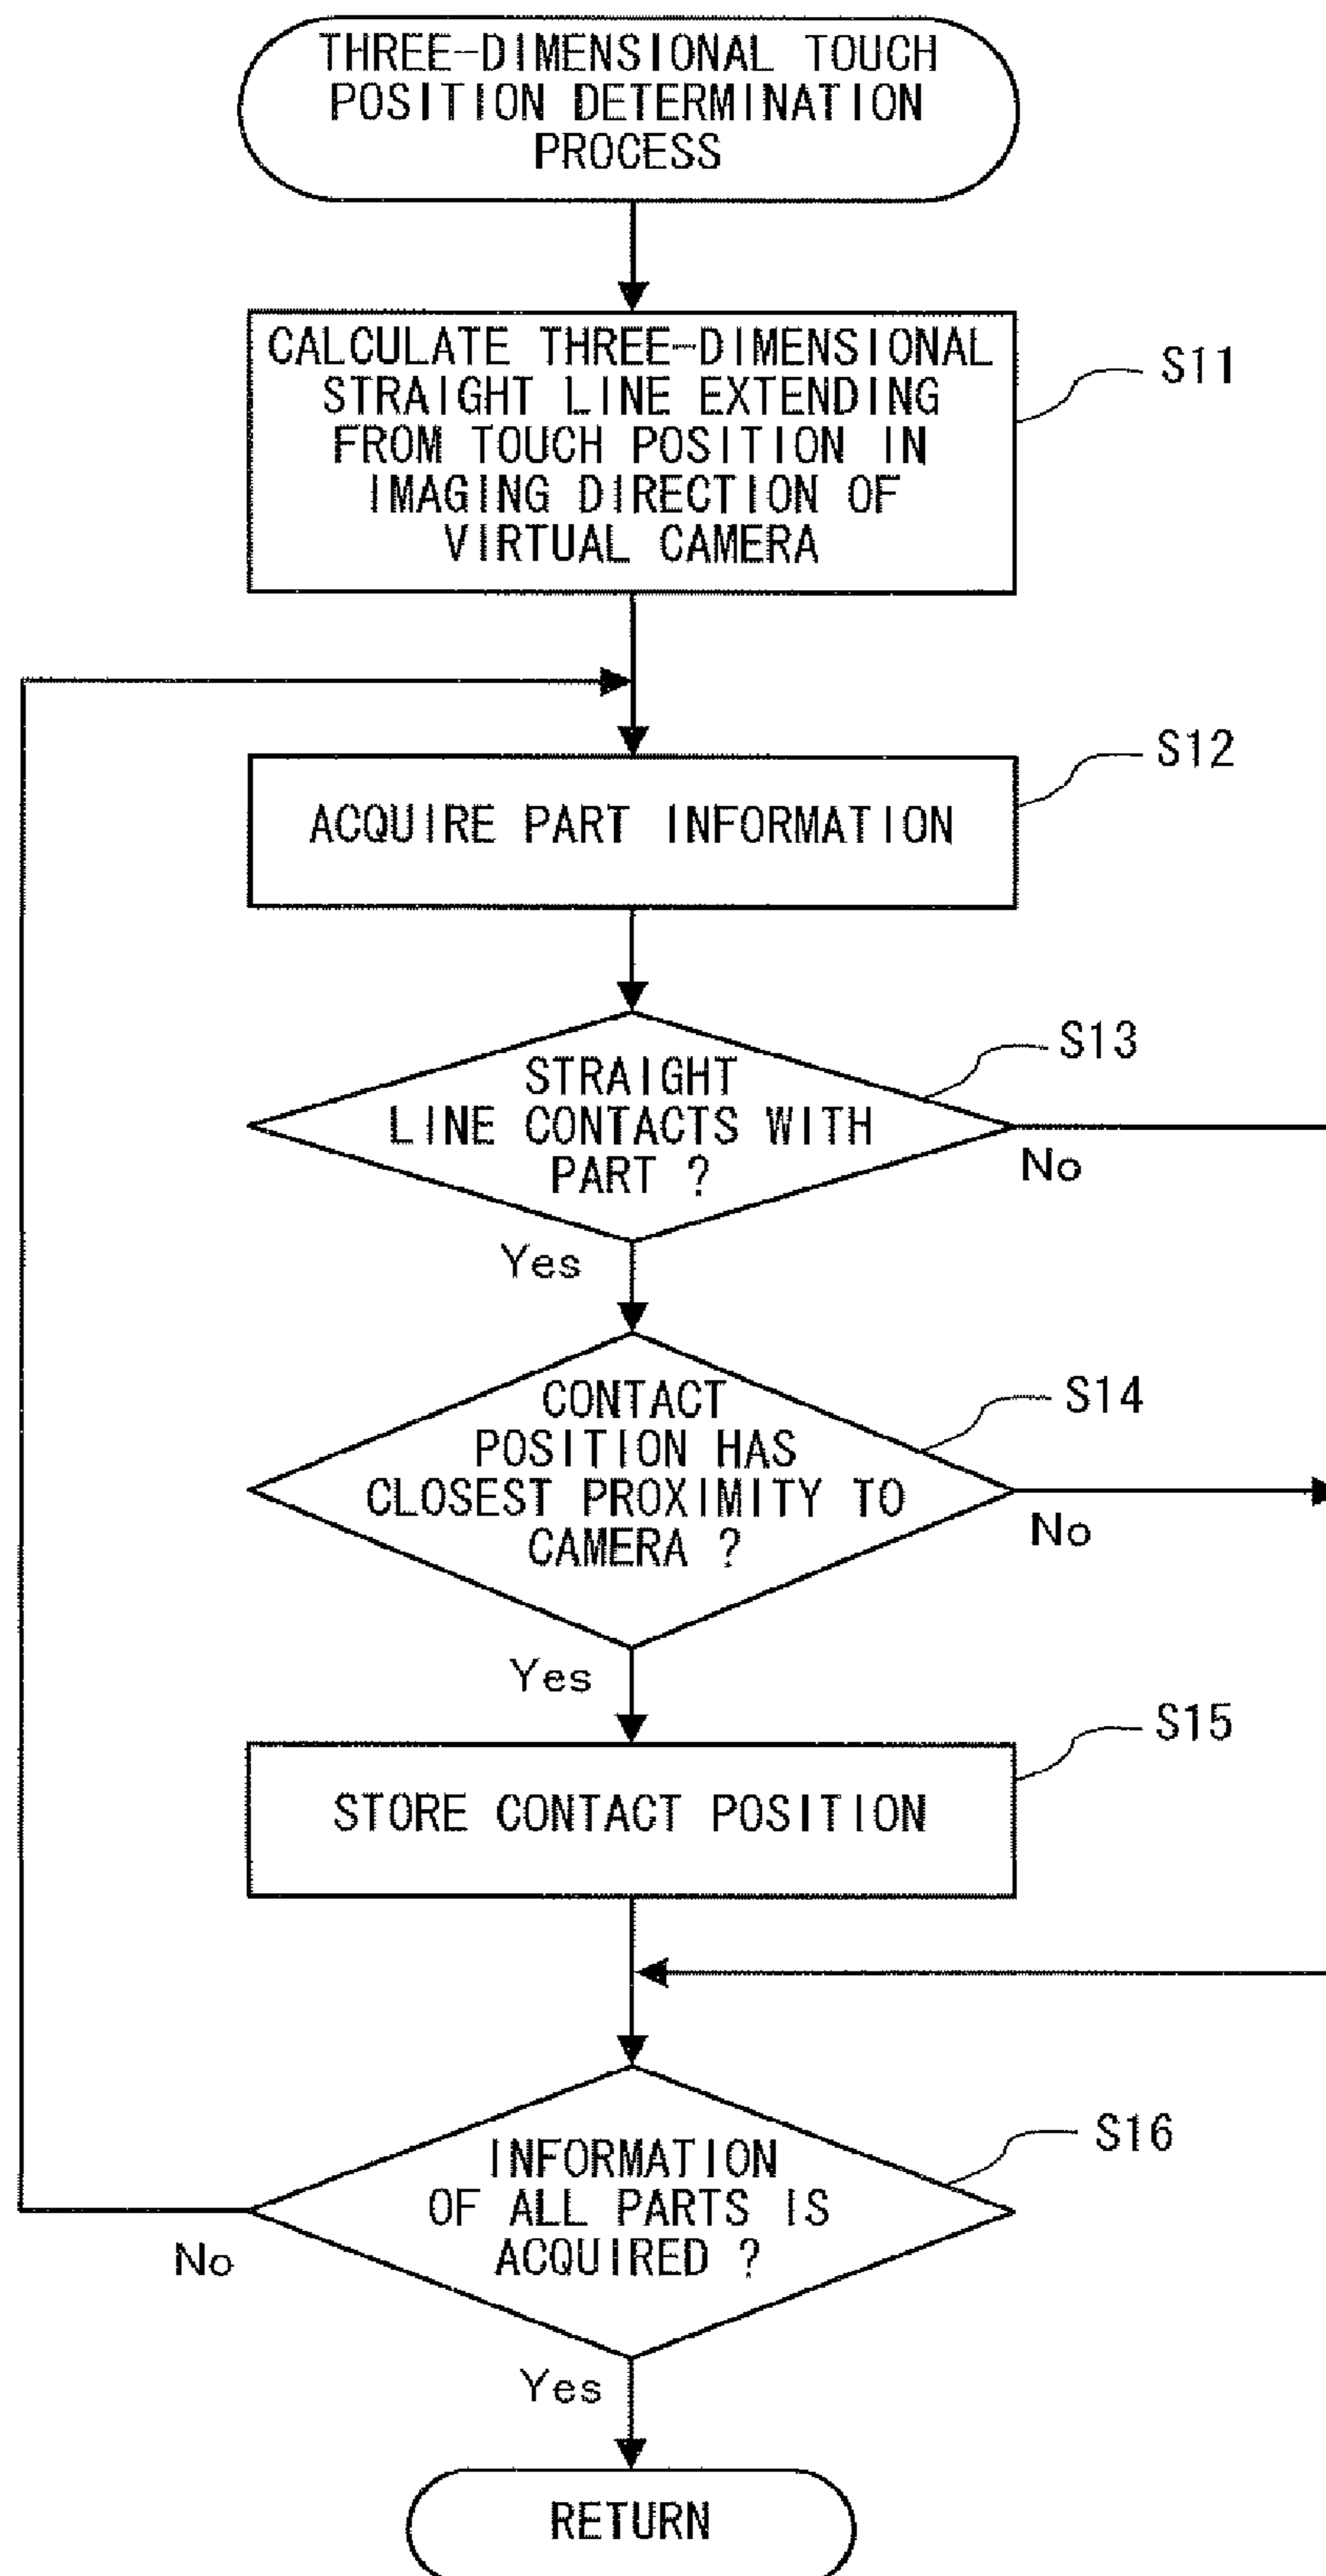 THREE-DIMENSIONAL TOUCH
POSITION DETERMINATION
PROCESS
CALCULATE THREE-DIMENSIONAL
STRAIGHT LINE EXTENDING
FROM TOUCH POSITION IN
IMAGING DIRECTION OF
VIRTUAL CAMERA
S11
ACQUIRE PART INFORMATION
S12
STRAIGHT
LINE CONTACTS WITH
PART ?
S13
No
Yes
CONTACT
POSITION HAS
CLOSEST PROXIMITY TO
CAMERA ?
S14
No
Yes
STORE CONTACT POSITION
S15
INFORMATION
OF ALL PARTS IS
ACQUIRED ?
S16
No
Yes
RETURN